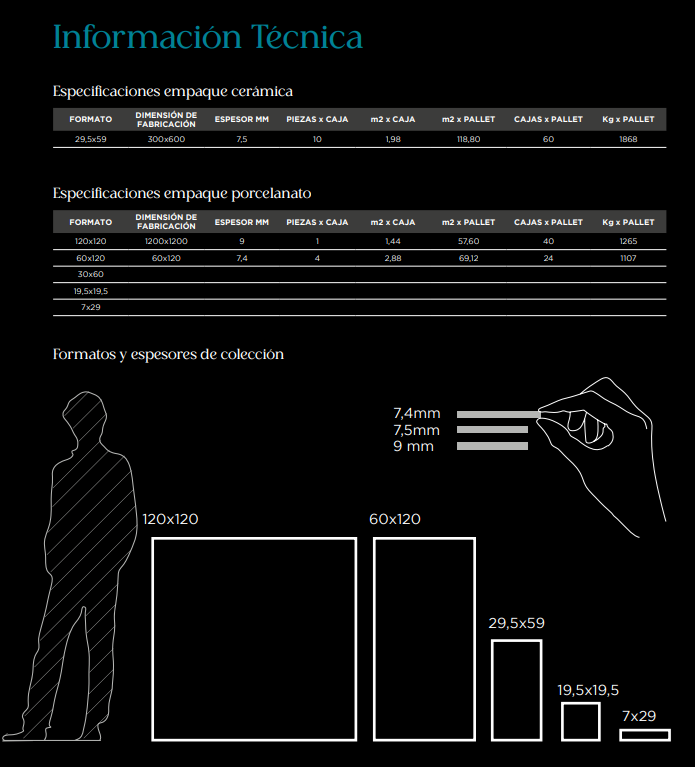 Información Técnica
Especificaciones empaque cerámica
FORMATO DIMENSIÓN DE FABRICACIÓN ESPESOR MM PIEZAS x CAJA m2 x CAJA m2 x PALLET CAJAS x PALLET Kg x PALLET
29,5x59 300x600 7,5 10 1,98 118,80 60 1868
Especificaciones empaque porcelanato
FORMATO DIMENSIÓN DE FABRICACIÓN ESPESOR MM PIEZAS x CAJA m2 x CAJA m2 x PALLET CAJAS x PALLET Kg x PALLET
120x120 1200x1200 9 1 1,44 57,60 40 1265
60x120 60x120 7,4 4 2,88 69,12 24 1107
30x60
19,5x19,5
7x29
Formatos y espesores de colección
7,4mm
7,5mm
9 mm
120x120
60x120
29,5x59
19,5x19,5
7x29